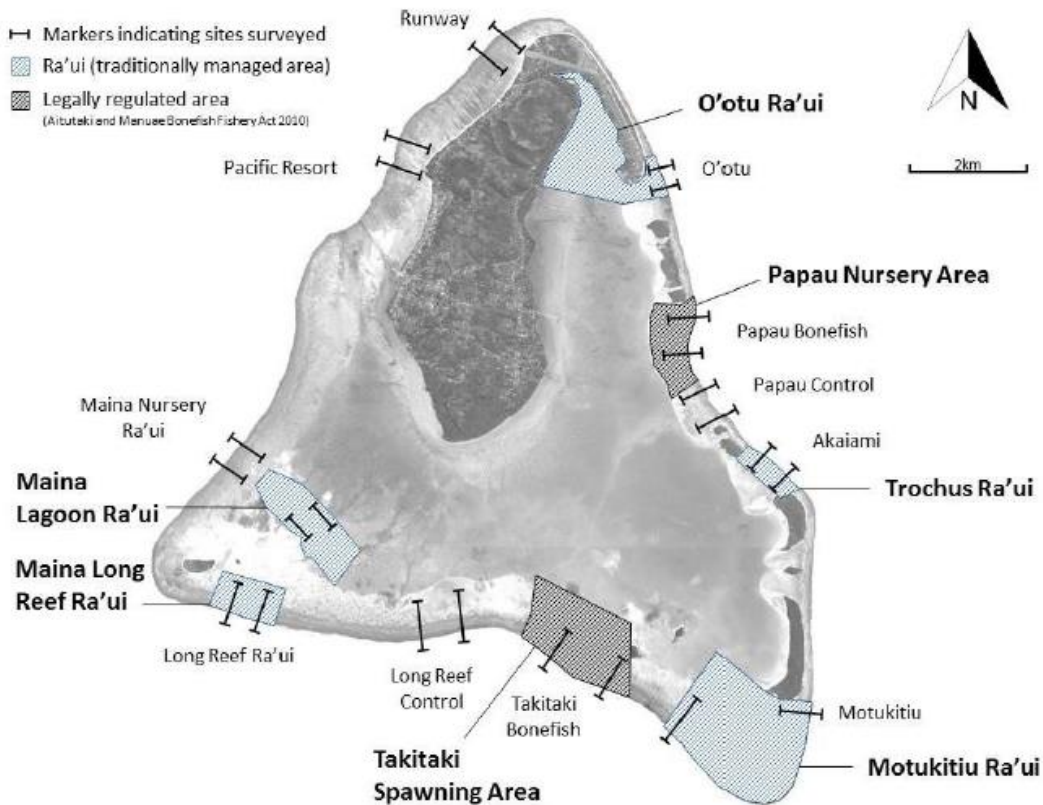 Markers indicating sites surveyed
Ra'ui (traditionally managed area)
Legally regulated area
(Aitutaki and Manuae Bonefish Fishery Act 2010)
Runway
O'otu Ra'ui
N
2km
Pacific Resort
O'otu
Papau Nursery Area
Papau Bonefish
Papau Control
Akaiami
Trochus Ra'ui
Maina Nursery
Ra'ui
Maina
Lagoon Ra'ui
Maina Long
Reef Ra'ui
Long Reef Ra'ui
Long Reef
Control
Takitaki
Bonefish
Takitaki
Spawning Area
Motukitiu
Motukitiu Ra'ui